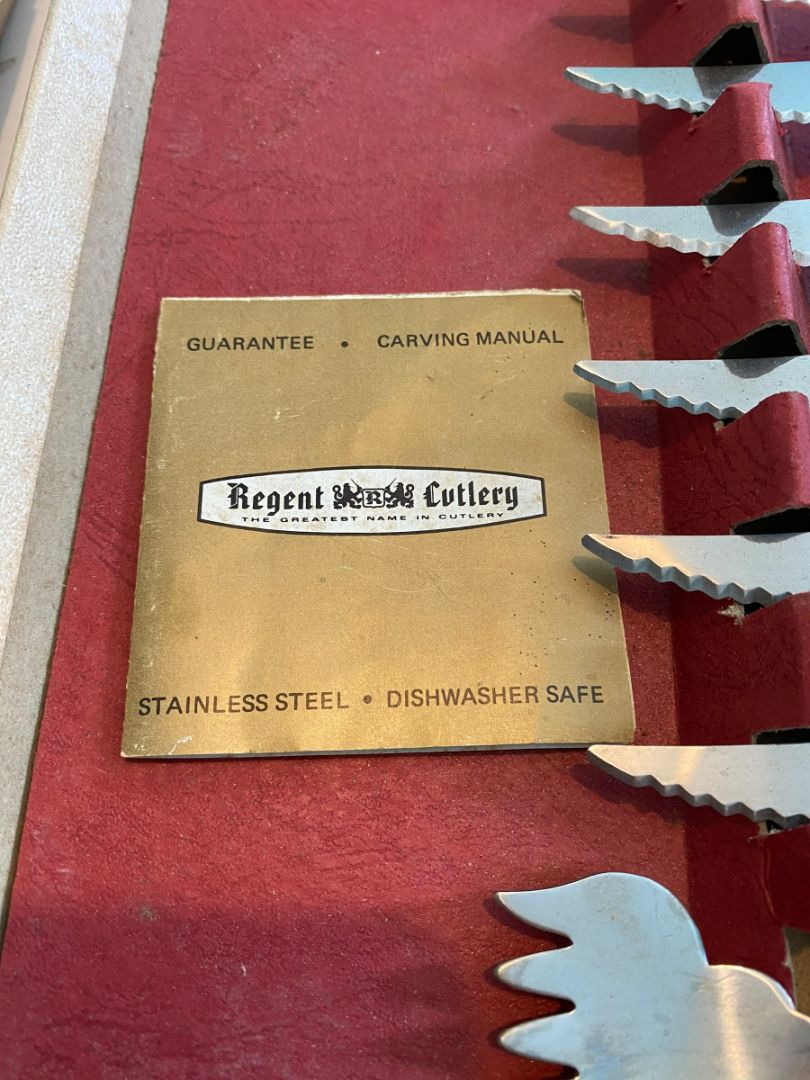 GUARANTEE • CARVING MANUAL
Regent R Cutlery
THE GREATEST NAME IN CUTLERY
STAINLESS STEEL • DISHWASHER SAFE